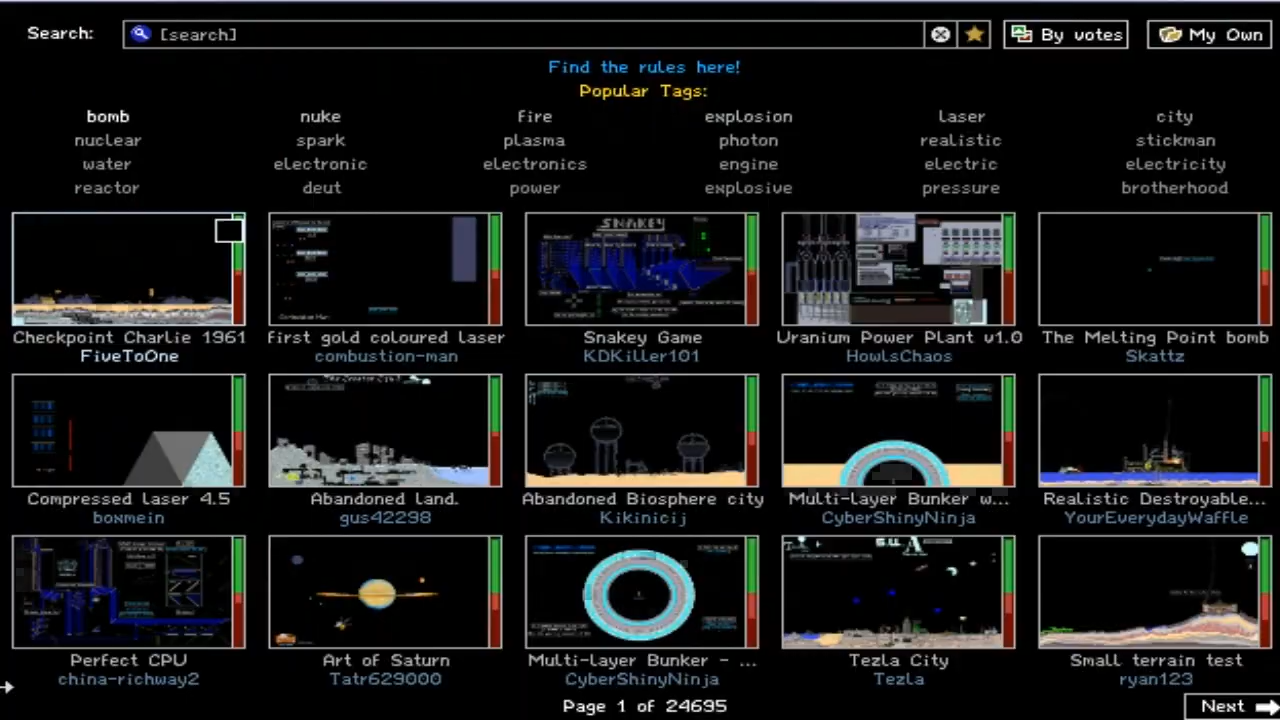 Search: [search] By votes My Own
Find the rules here!
Popular Tags:
bomb nuke fire explosion laser city
nuclear spark plasma photon realistic stickman
water electronic electronics engine electric electricity
reactor deut power explosive pressure brotherhood
SNAKEY
Checkpoint Charlie 1961 first gold coloured laser Snakey Game Uranium Power Plant v1.0 The Melting Point bomb
FiveToOne combustion-man KDKiller101 HowlsChaos Skattz
Compressed laser 4.5 Abandoned land. Abandoned Biosphere city Multi-layer Bunker w... Realistic Destroyable...
boxmein gus42298 Kikinicij CyberShinyNinja YourEverydayWaffle
Perfect CPU Art of Saturn Multi-layer Bunker - ... Tezla City Small terrain test
china-richway2 Tatr629000 CyberShinyNinja Tezla ryan123
Page 1 of 24695 Next